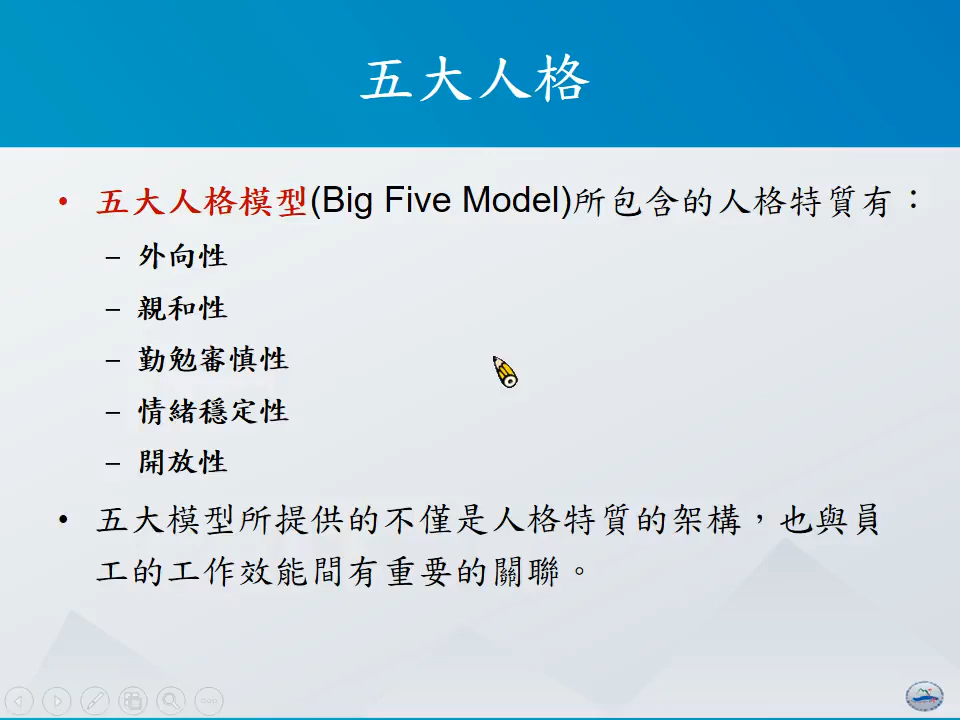 五大人格
• 五大人格模型(Big Five Model)所包含的人格特質有：
– 外向性
– 親和性
– 勤勉審慎性
– 情緒穩定性
– 開放性
• 五大模型所提供的不僅是人格特質的架構，也與員
工的工作效能間有重要的關聯。